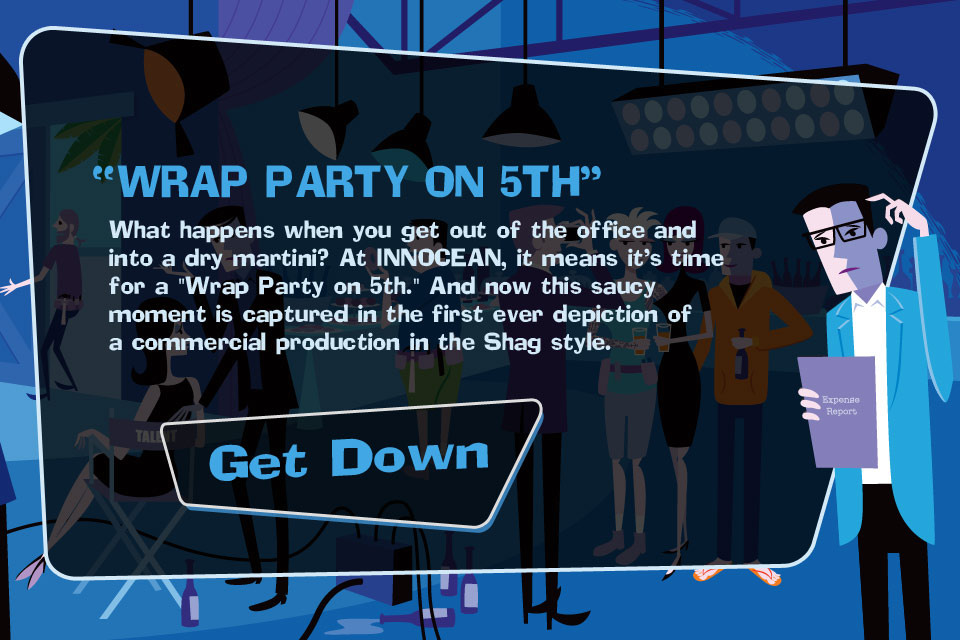 “WRAP PARTY ON 5TH”
What happens when you get out of the office and
into a dry martini? At INNOCEAN, it means it’s time
for a "Wrap Party on 5th." And now this saucy
moment is captured in the first ever depiction of
a commercial production in the Shag style.
Expense
Report
TALENT
Get Down